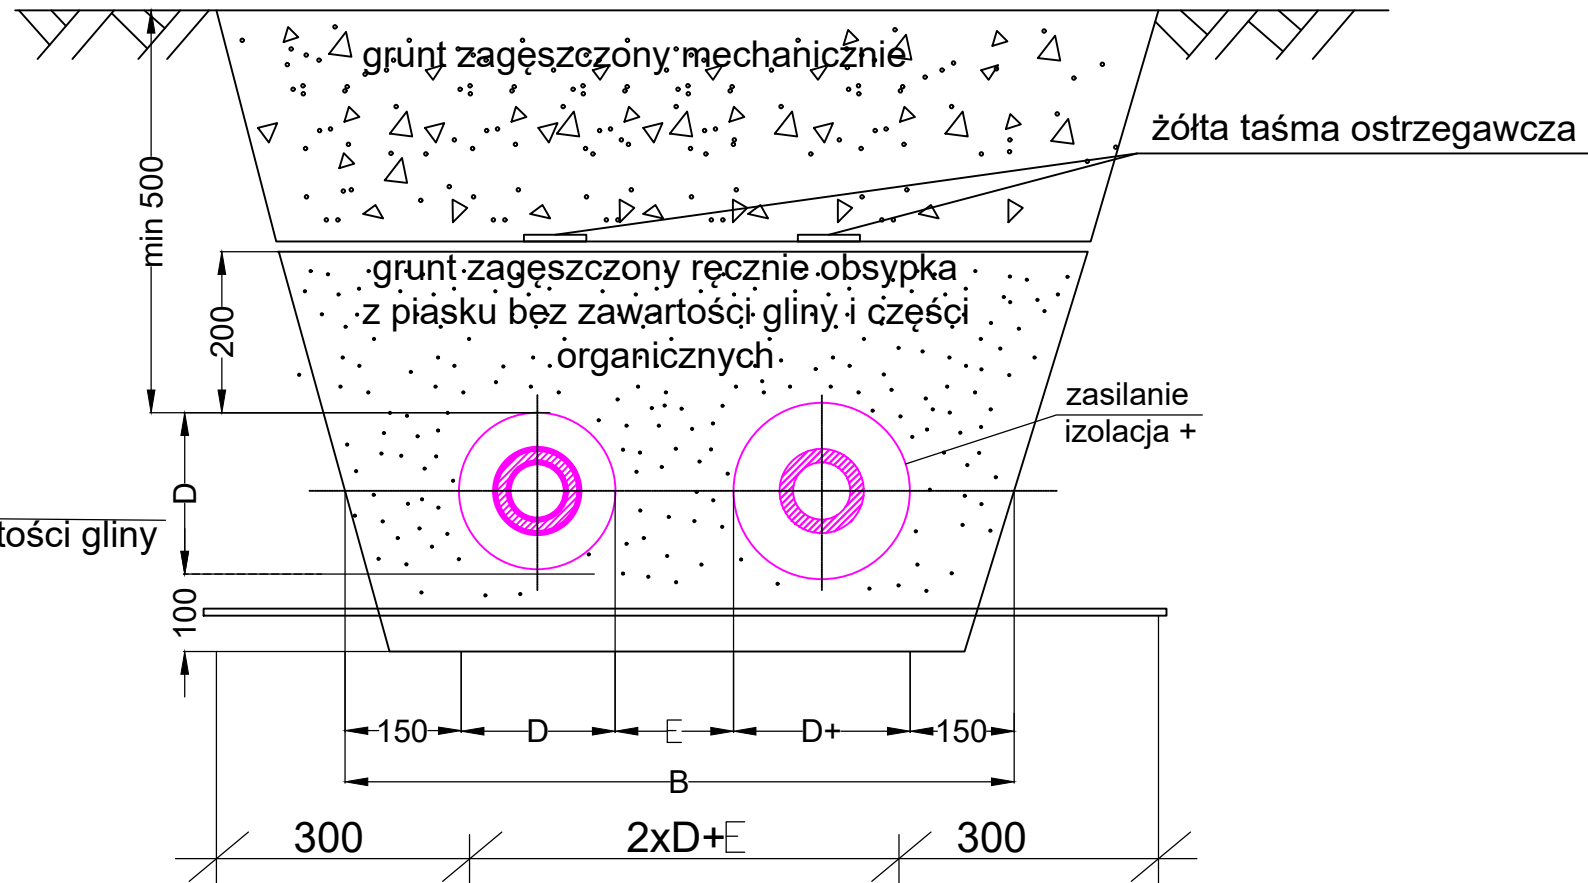 grunt zagęszczony mechanicznie
żółta taśma ostrzegawcza
min 500
200
grunt zagęszczony ręcznie obsypka
z piasku bez zawartości gliny i części
organicznych
zasilanie
izolacja +
D
tości gliny
100
150 D E D+ 150
B
300 2xD+E 300